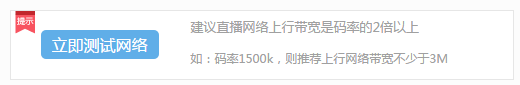 提示
立即测试网络
建议直播网络上行带宽是码率的2倍以上
如：码率1500k，则推荐上行网络带宽不少于3M